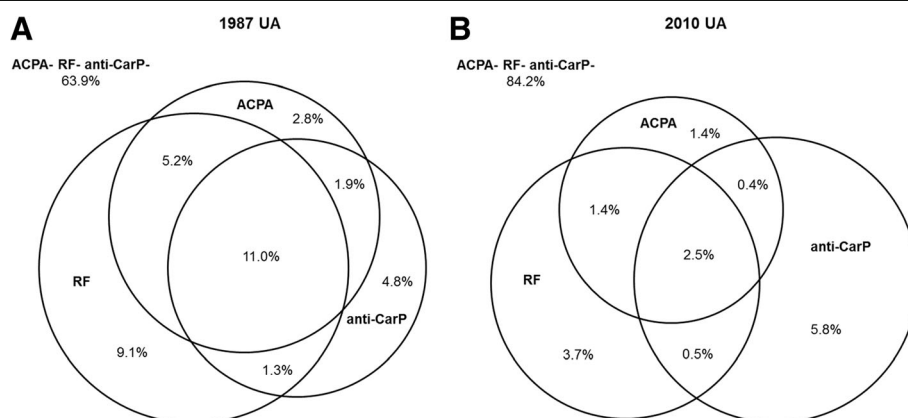 A
1987 UA
ACPA- RF- anti-CarP-
63.9%
ACPA
2.8%
5.2%
1.9%
11.0%
RF
4.8%
anti-CarP
9.1%
1.3%
B
2010 UA
ACPA- RF- anti-CarP-
84.2%
ACPA
1.4%
0.4%
1.4%
2.5%
anti-CarP
RF
5.8%
3.7%
0.5%